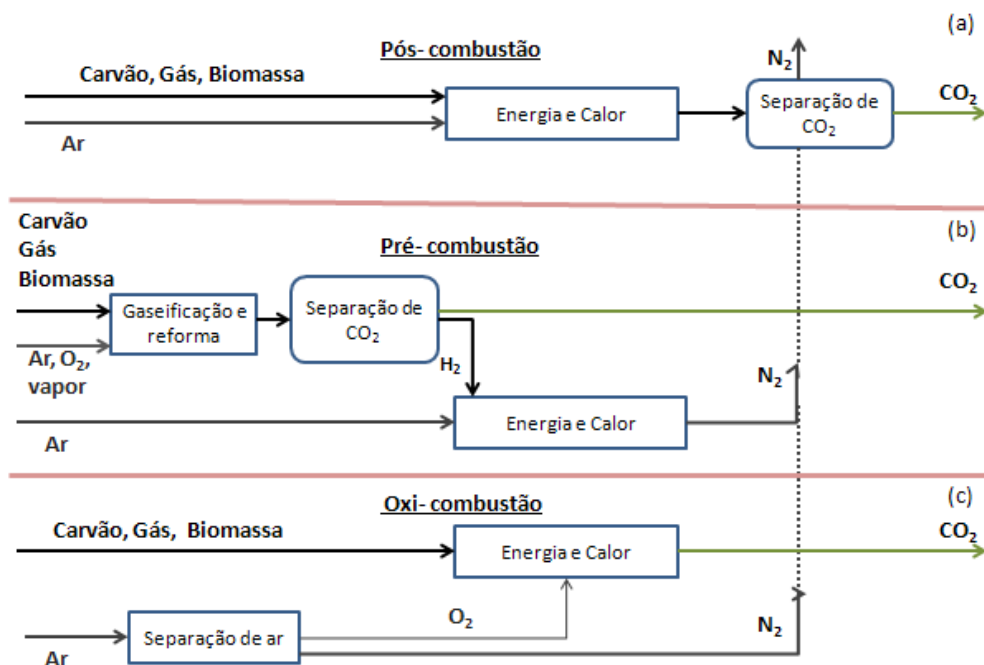 (a)
Pós- combustão
N₂
Carvão, Gás, Biomassa
CO₂
Energia e Calor
Separação de
CO₂
Ar
Carvão
Gás
Biomassa
(b)
Pré- combustão
CO₂
Gaseificação e
reforma
Separação de
CO₂
Ar, O₂,
vapor
H₂
N₂
Energia e Calor
Ar
(c)
Oxi- combustão
Carvão, Gás, Biomassa
CO₂
Energia e Calor
O₂
N₂
Separação de ar
Ar